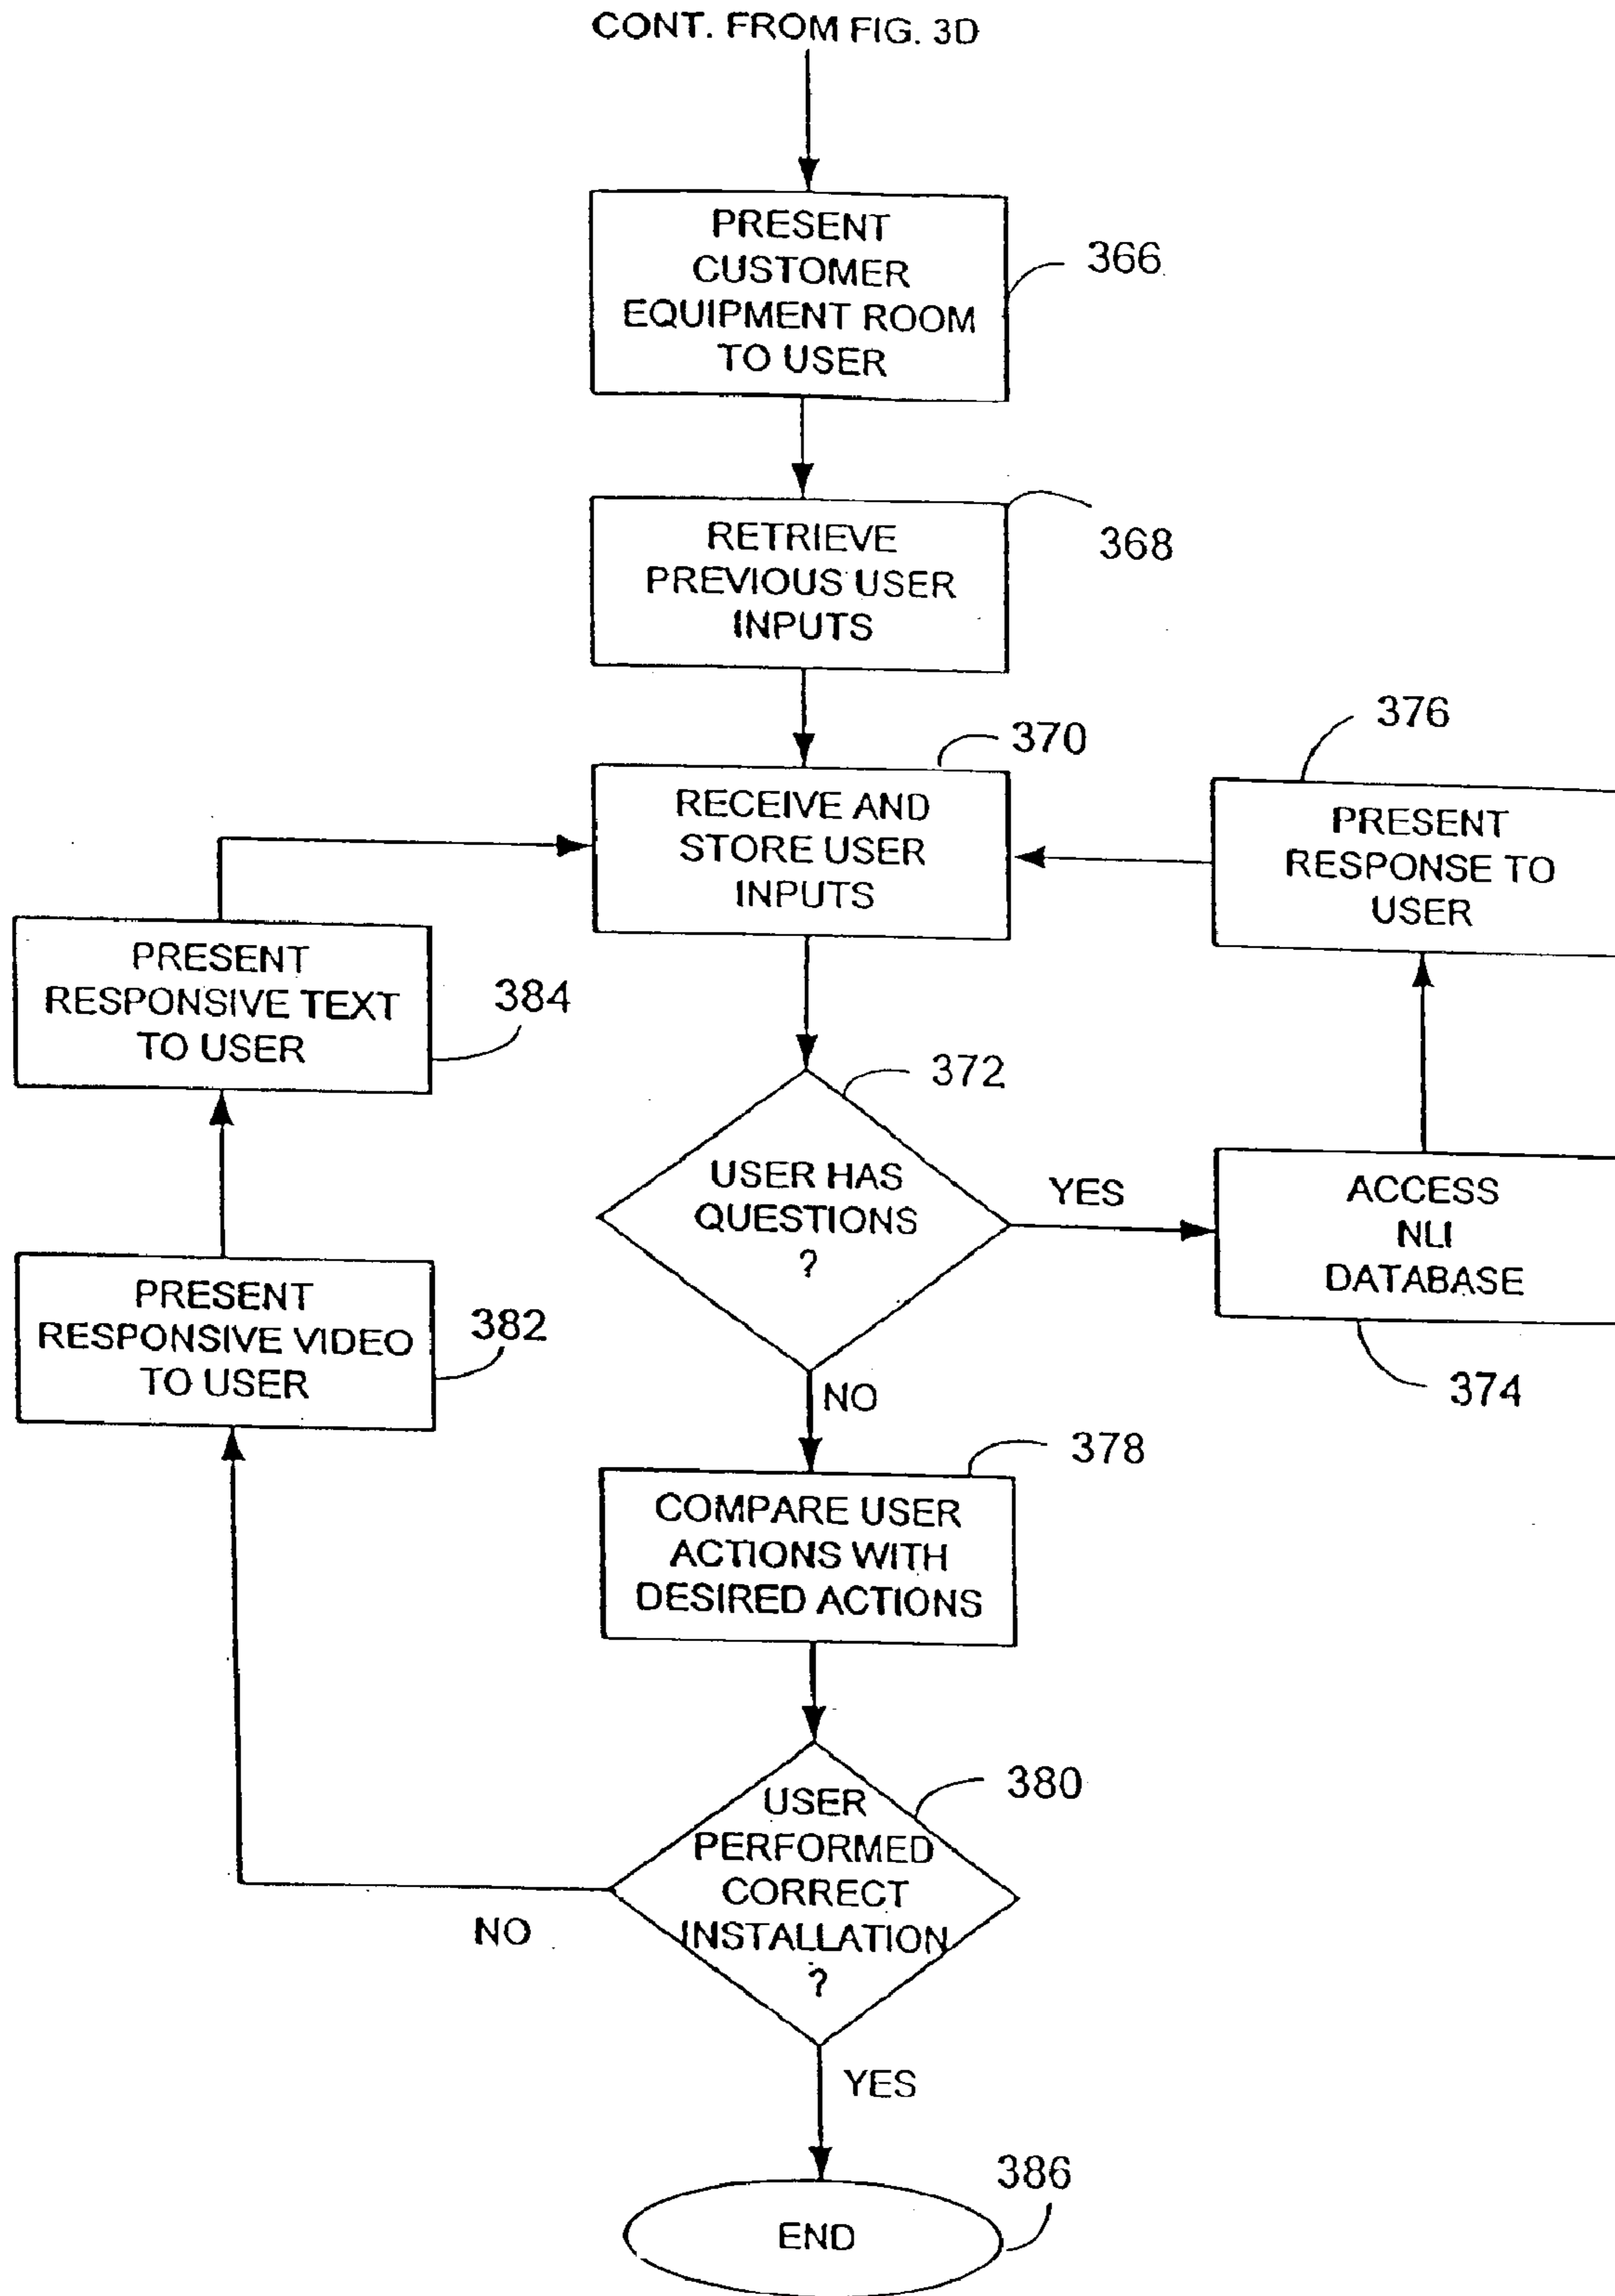 CONT. FROM FIG. 3D
PRESENT
CUSTOMER
EQUIPMENT ROOM
TO USER
366
RETRIEVE
PREVIOUS USER
INPUTS
368
370
RECEIVE AND
STORE USER
INPUTS
376
PRESENT
RESPONSE TO
USER
PRESENT
RESPONSIVE TEXT
TO USER
384
372
USER HAS
QUESTIONS
?
YES
ACCESS
NLI
DATABASE
374
PRESENT
RESPONSIVE VIDEO
TO USER
382
NO
378
COMPARE USER
ACTIONS WITH
DESIRED ACTIONS
380
USER
PERFORMED
CORRECT
INSTALLATION
?
NO
YES
386
END